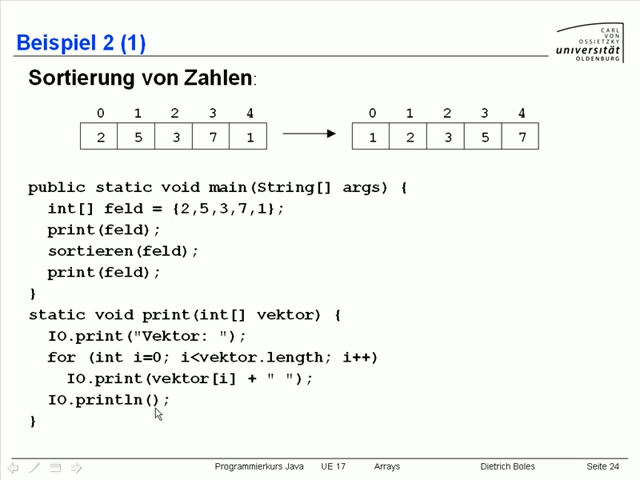 Beispiel 2 (1)
CARL
VON
OSSIETZKY
universität
OLDENBURG
Sortierung von Zahlen:
0 1 2 3 4
2 5 3 7 1
0 1 2 3 4
1 2 3 5 7
public static void main(String[] args) {
int[] feld = {2,5,3,7,1};
print(feld);
sortieren(feld);
print(feld);
}
static void print(int[] vektor) {
IO.print("Vektor: ");
for (int i=0; i<vektor.length; i++)
IO.print(vektor[i] + " ");
IO.println();
}
Programmierkurs Java UE 17 Arrays Dietrich Boles Seite 24